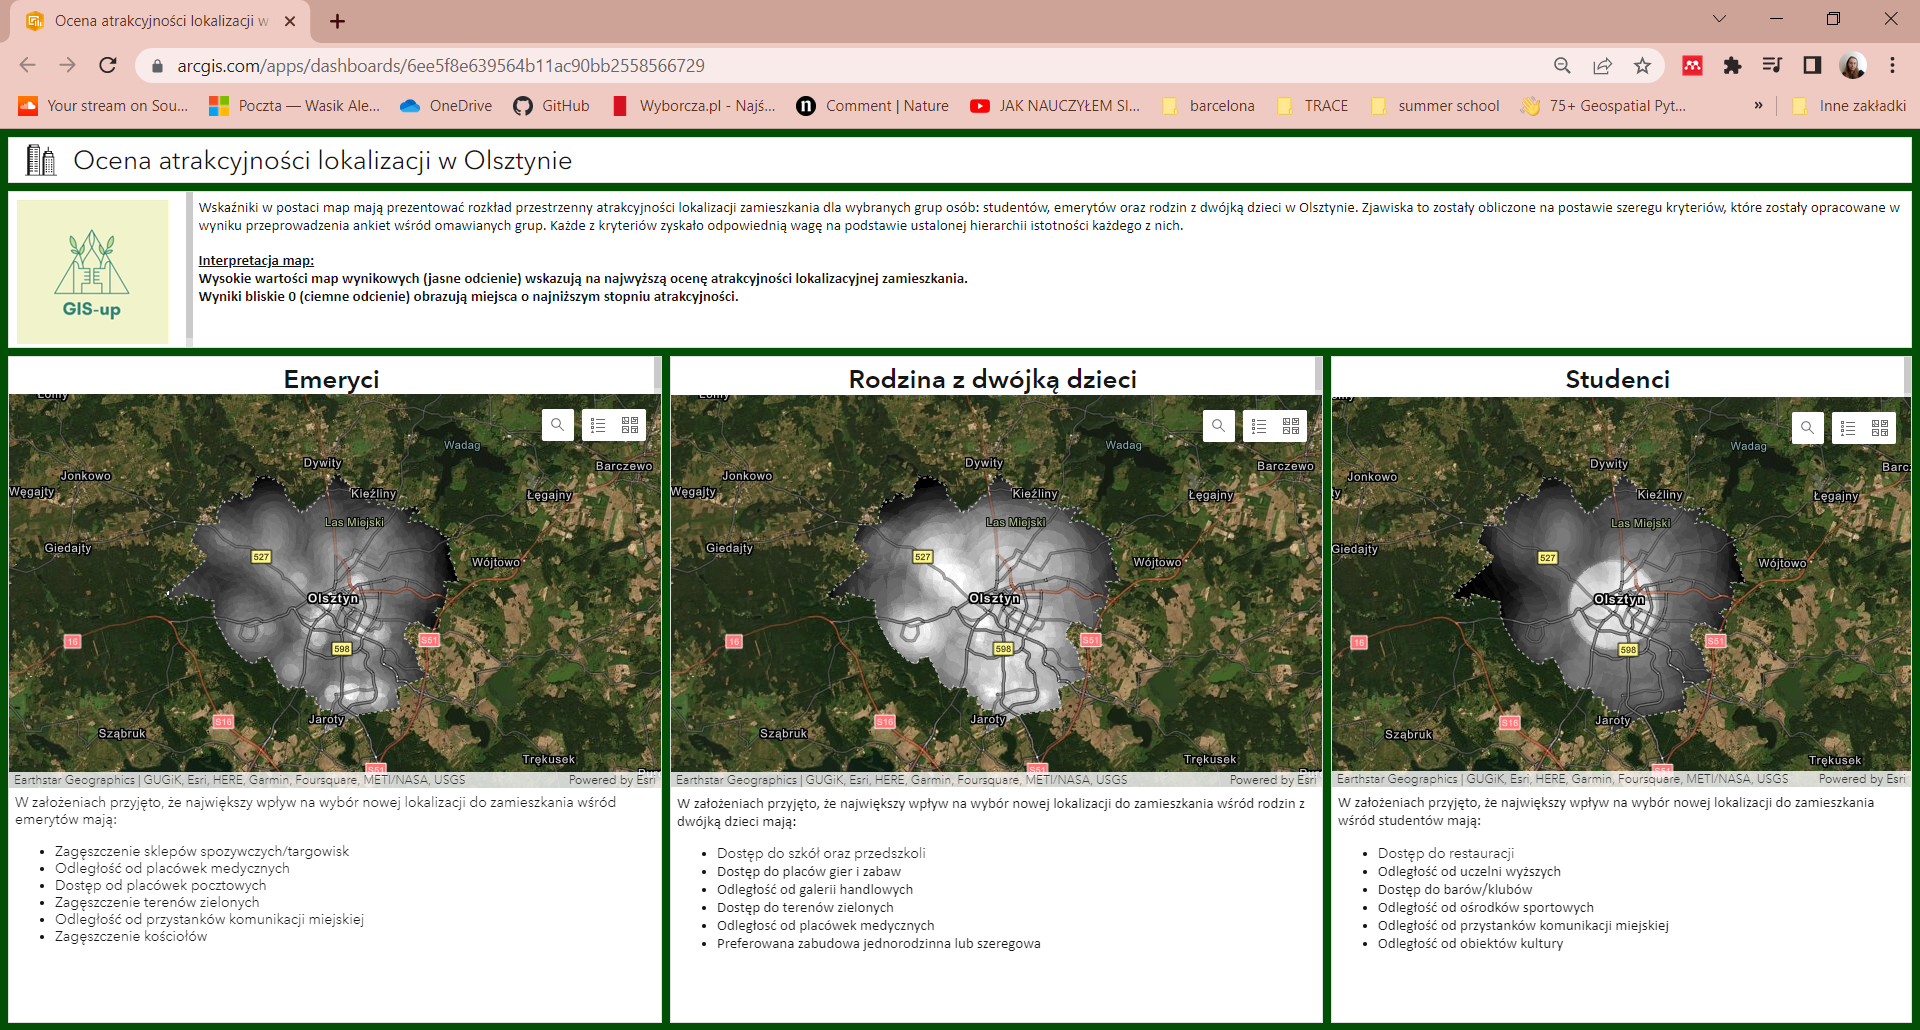 Ocena atrakcyjności lokalizacji w
arcgis.com/apps/dashboards/6ee5f8e639564b11ac90bb2558566729
Your stream on Sou... Poczta — Wasik Ale... OneDrive GitHub Wyborcza.pl - Najś... Comment | Nature JAK NAUCZYŁEM SI... barcelona TRACE summer school 75+ Geospatial Pyt... » Inne zakładki
Ocena atrakcyjności lokalizacji w Olsztynie
GIS-up
Wskaźniki w postaci map mają prezentować rozkład przestrzenny atrakcyjności lokalizacji zamieszkania dla wybranych grup osób: studentów, emerytów oraz rodzin z dwójką dzieci w Olsztynie. Zjawiska to zostały obliczone na postawie szeregu kryteriów, które zostały opracowane w
wyniku przeprowadzenia ankiet wśród omawianych grup. Każde z kryteriów zyskało odpowiednią wagę na podstawie ustalonej hierarchii istotności każdego z nich.
Interpretacja map:
Wysokie wartości map wynikowych (jasne odcienie) wskazują na najwyższą ocenę atrakcyjności lokalizacyjnej zamieszkania.
Wyniki bliskie 0 (ciemne odcienie) obrazują miejsca o najniższym stopniu atrakcyjności.
Emeryci
Wadag
Dywity
Barczewo
Jonkowo
Węgajty
Kieźliny
Łęgajny
Las Miejski
Giedajty
527
Wójtowo
Olsztyn
16
S51
598
Jaroty
S16
Sząbruk
Trękusek
S51
Earthstar Geographics | GUGiK, Esri, HERE, Garmin, Foursquare, METI/NASA, USGS Powered by Esri
W założeniach przyjęto, że największy wpływ na wybór nowej lokalizacji do zamieszkania wśród
emerytów mają:
• Zagęszczenie sklepów spożywczych/targowisk
• Odległość od placówek medycznych
• Dostęp od placówek pocztowych
• Zagęszczenie terenów zielonych
• Odległość od przystanków komunikacji miejskiej
• Zagęszczenie kościołów
Rodzina z dwójką dzieci
Wadag
Dywity
Barczewo
Jonkowo
Węgajty
Kieźliny
Łęgajny
Las Miejski
Giedajty
527
Wójtowo
Olsztyn
16
S51
598
Jaroty
S16
Sząbruk
Trękusek
S51
Earthstar Geographics | GUGiK, Esri, HERE, Garmin, Foursquare, METI/NASA, USGS Powered by Esri
W założeniach przyjęto, że największy wpływ na wybór nowej lokalizacji do zamieszkania wśród rodzin z
dwójką dzieci mają:
• Dostęp do szkół oraz przedszkoli
• Dostęp do placów gier i zabaw
• Odległość od galerii handlowych
• Dostęp do terenów zielonych
• Odległosć od placówek medycznych
• Preferowana zabudowa jednorodzinna lub szeregowa
Studenci
Wadag
Dywity
Barc
Jonkowo
Kieźliny
Łęgajny
Las Miejski
Giedajty
527
Wójtowo
Olsztyn
16
S51
598
Jaroty
S16
Sząbruk
Trękusek
Earthstar Geographics | GUGiK, Esri, HERE, Garmin, Foursquare, METI/NASA, USGS Powered by Esri
W założeniach przyjęto, że największy wpływ na wybór nowej lokalizacji do zamieszkania
wśród studentów mają:
• Dostęp do restauracji
• Odległość od uczelni wyższych
• Dostęp do barów/klubów
• Odległość od ośrodków sportowych
• Odległość od przystanków komunikacji miejskiej
• Odległość od obiektów kultury